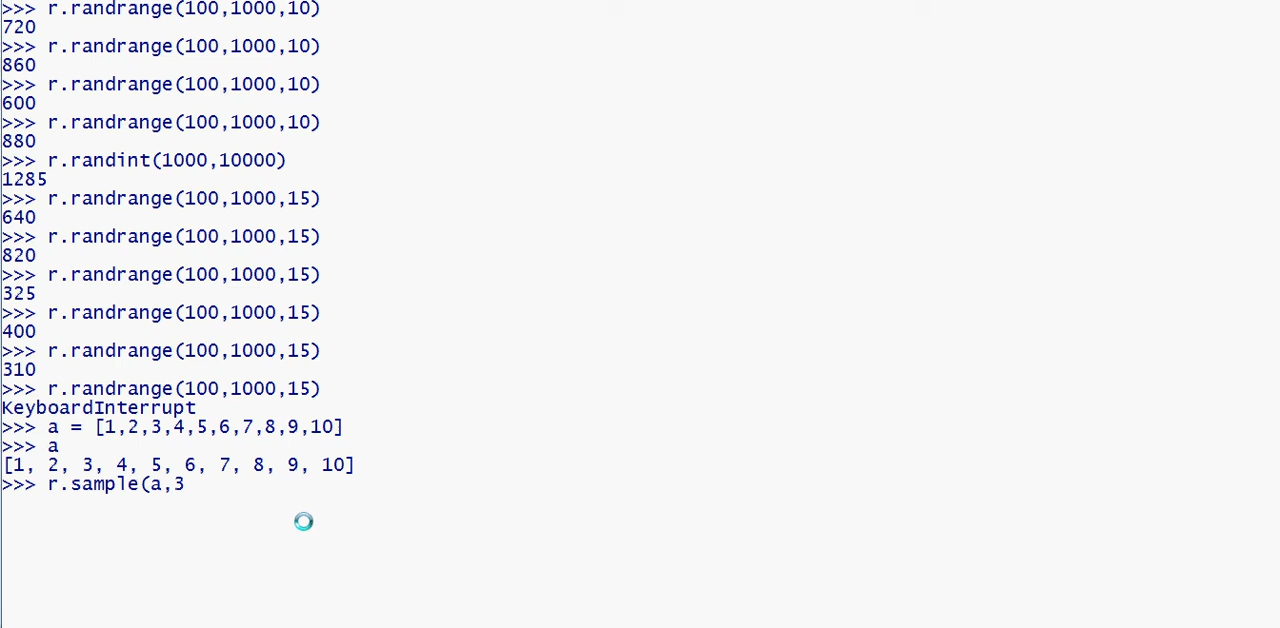 >>> r.randrange(100,1000,10)
720
>>> r.randrange(100,1000,10)
860
>>> r.randrange(100,1000,10)
600
>>> r.randrange(100,1000,10)
880
>>> r.randint(1000,10000)
1285
>>> r.randrange(100,1000,15)
640
>>> r.randrange(100,1000,15)
820
>>> r.randrange(100,1000,15)
325
>>> r.randrange(100,1000,15)
400
>>> r.randrange(100,1000,15)
310
>>> r.randrange(100,1000,15)
KeyboardInterrupt
>>> a = [1,2,3,4,5,6,7,8,9,10]
>>> a
[1, 2, 3, 4, 5, 6, 7, 8, 9, 10]
>>> r.sample(a,3